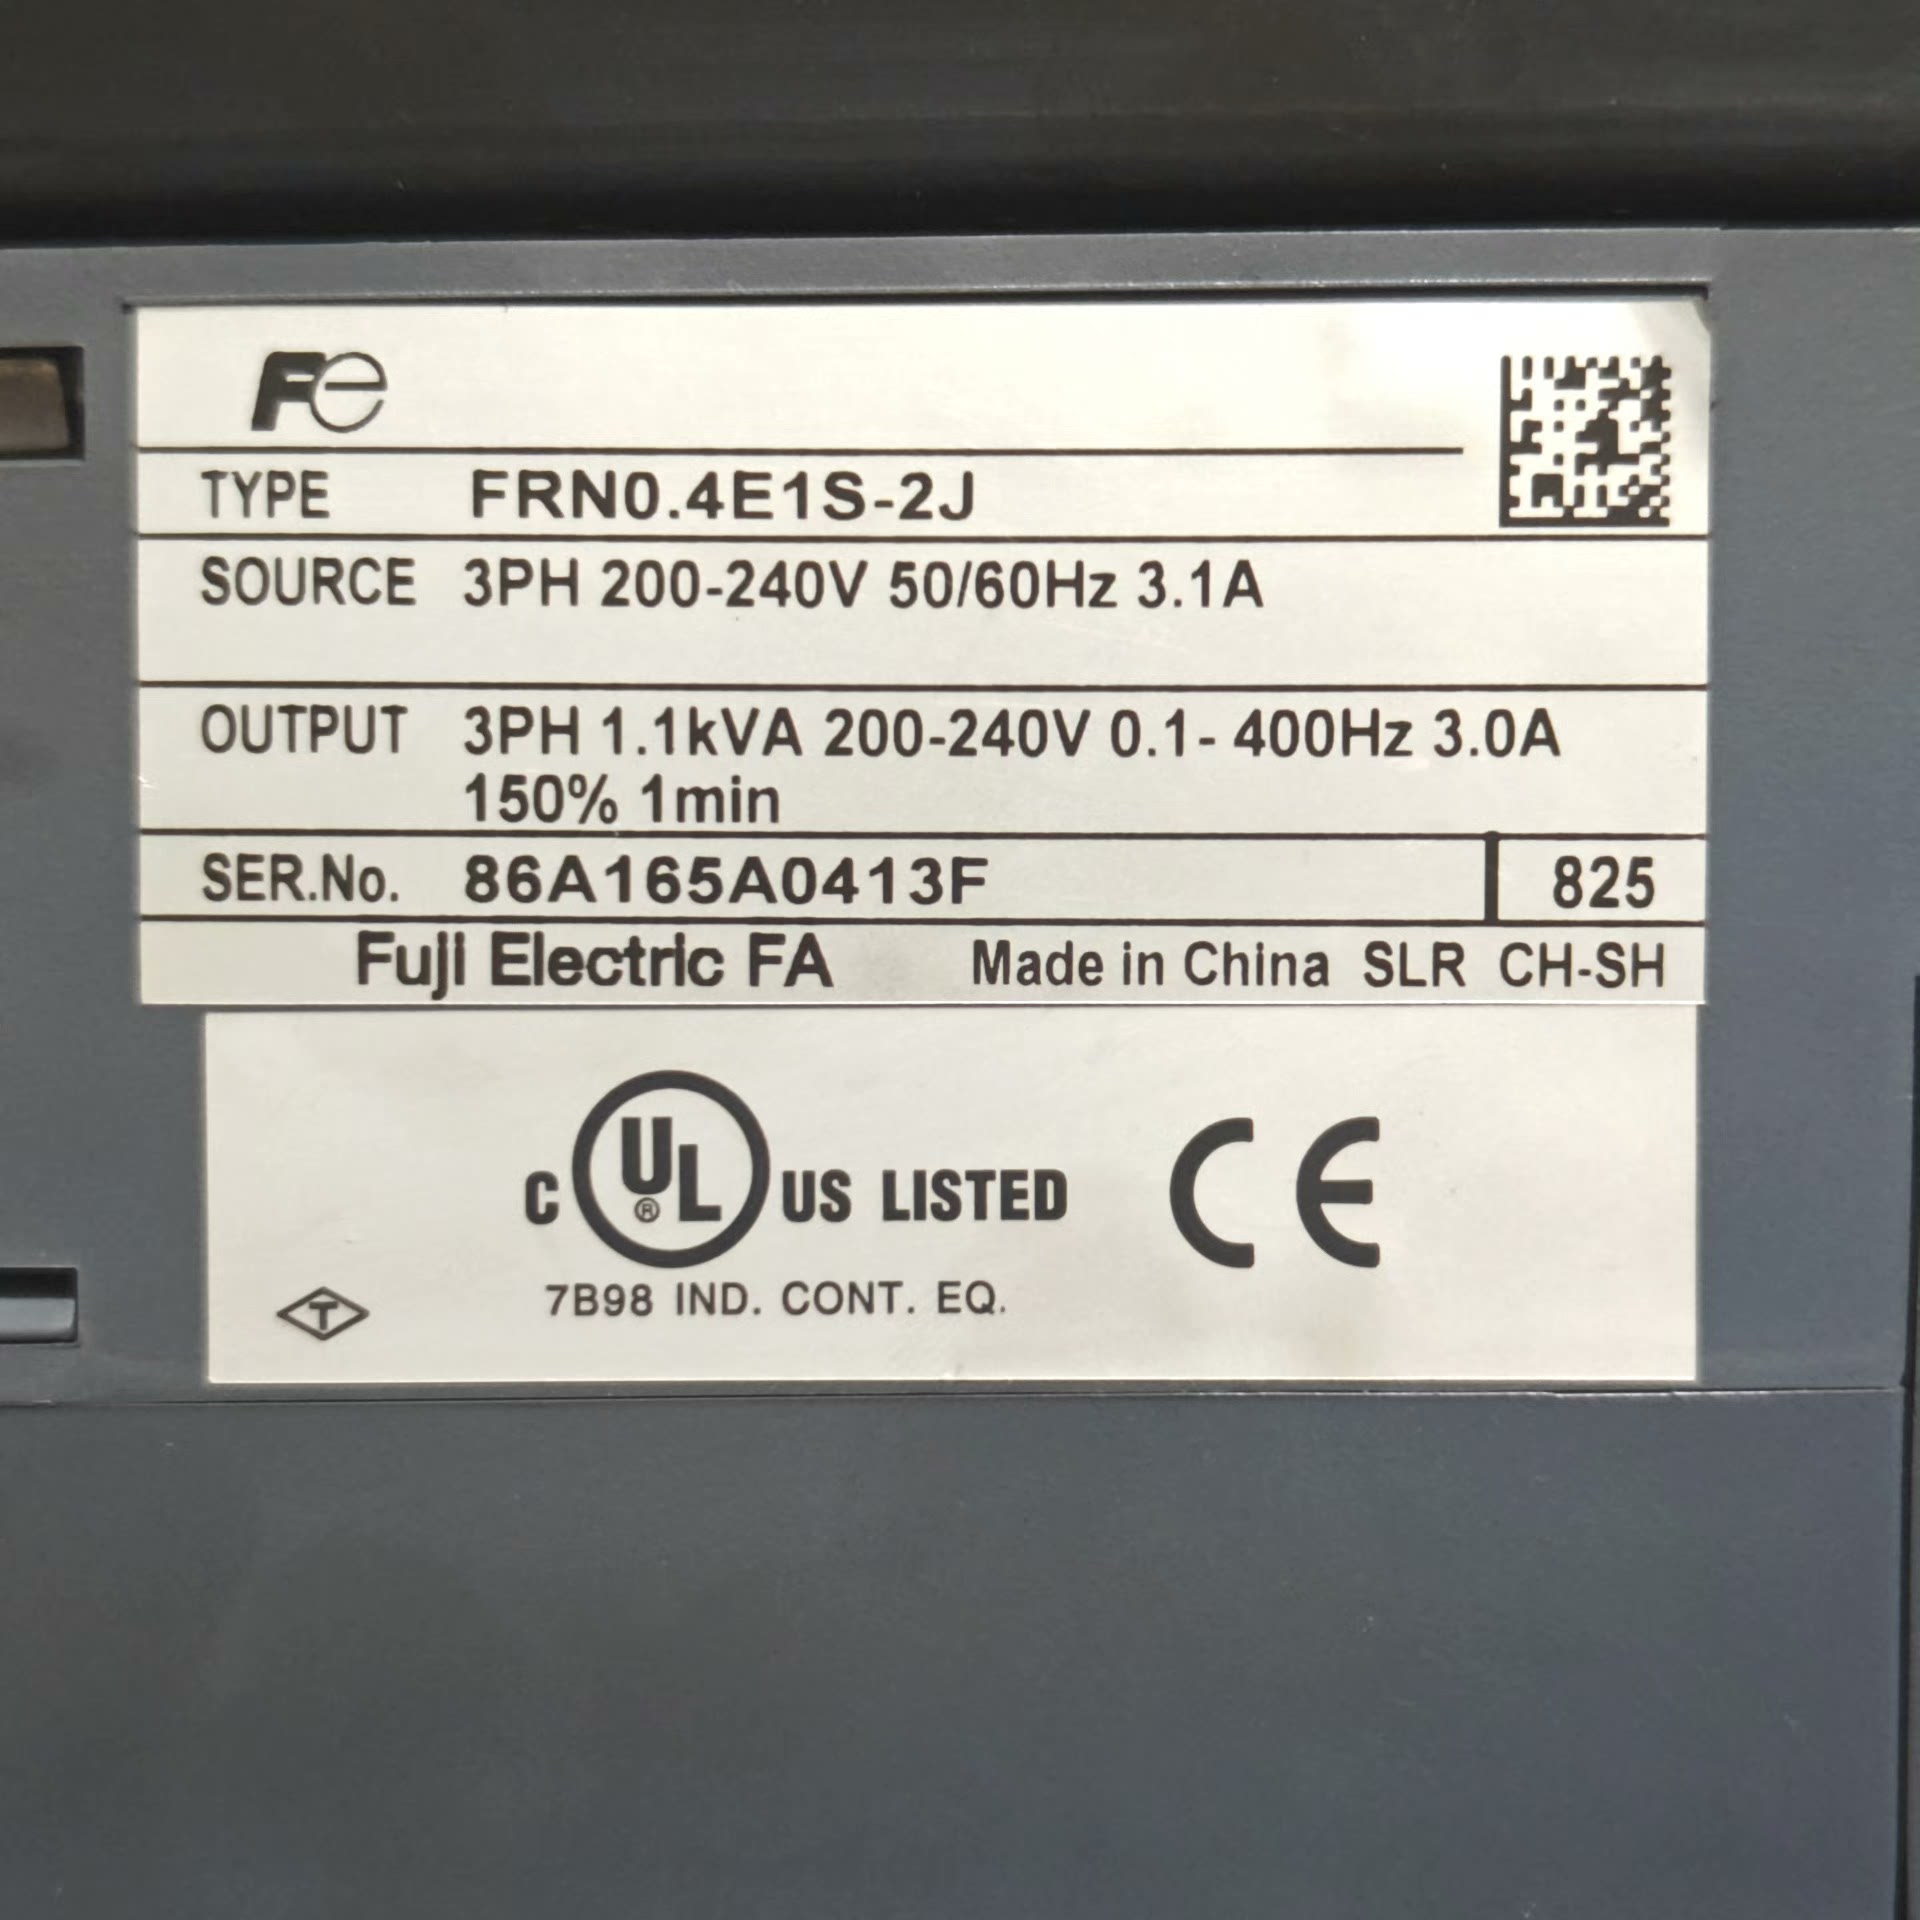 Fe
TYPE FRN0.4E1S-2J
SOURCE 3PH 200-240V 50/60Hz 3.1A
OUTPUT 3PH 1.1kVA 200-240V 0.1- 400Hz 3.0A
150% 1min
SER.No. 86A165A0413F 825
Fuji Electric FA Made in China SLR CH-SH
C UL® US LISTED CE
7B98 IND. CONT. EQ.
T